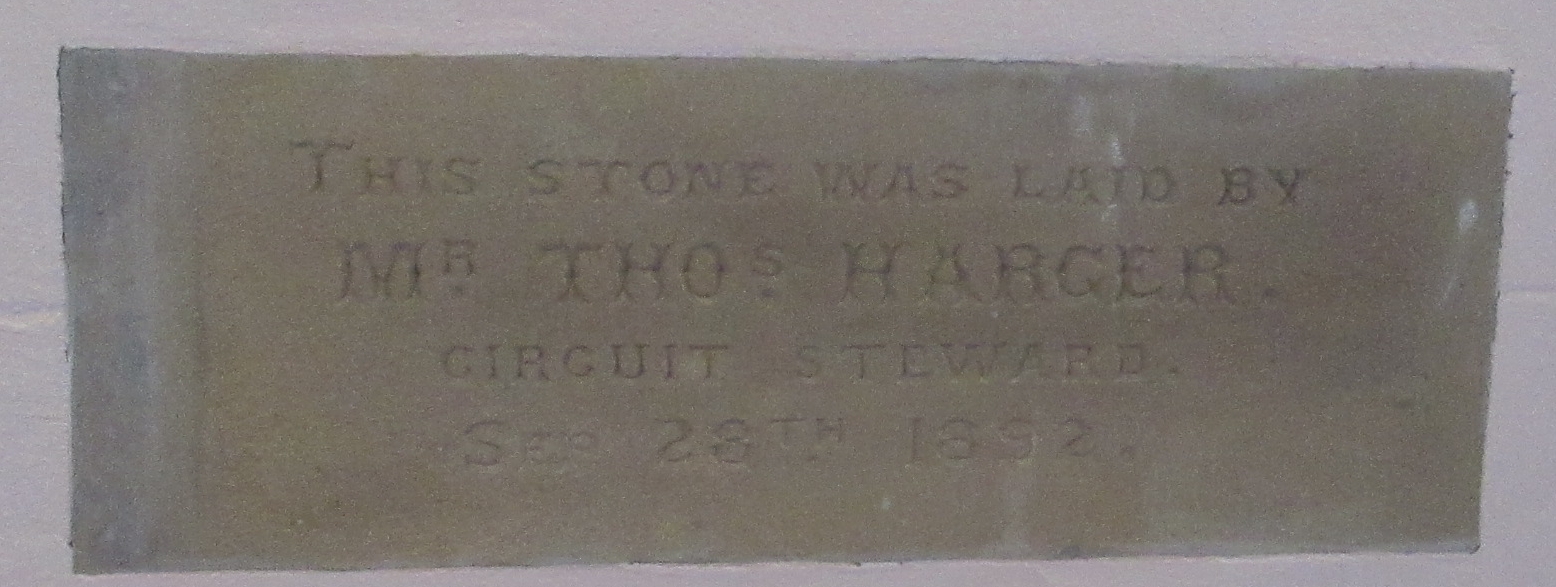 THIS STONE WAS LAID BY
MR. THOS. HARGER.
CIRCUIT STEWARD.
SEP 28TH 1892.